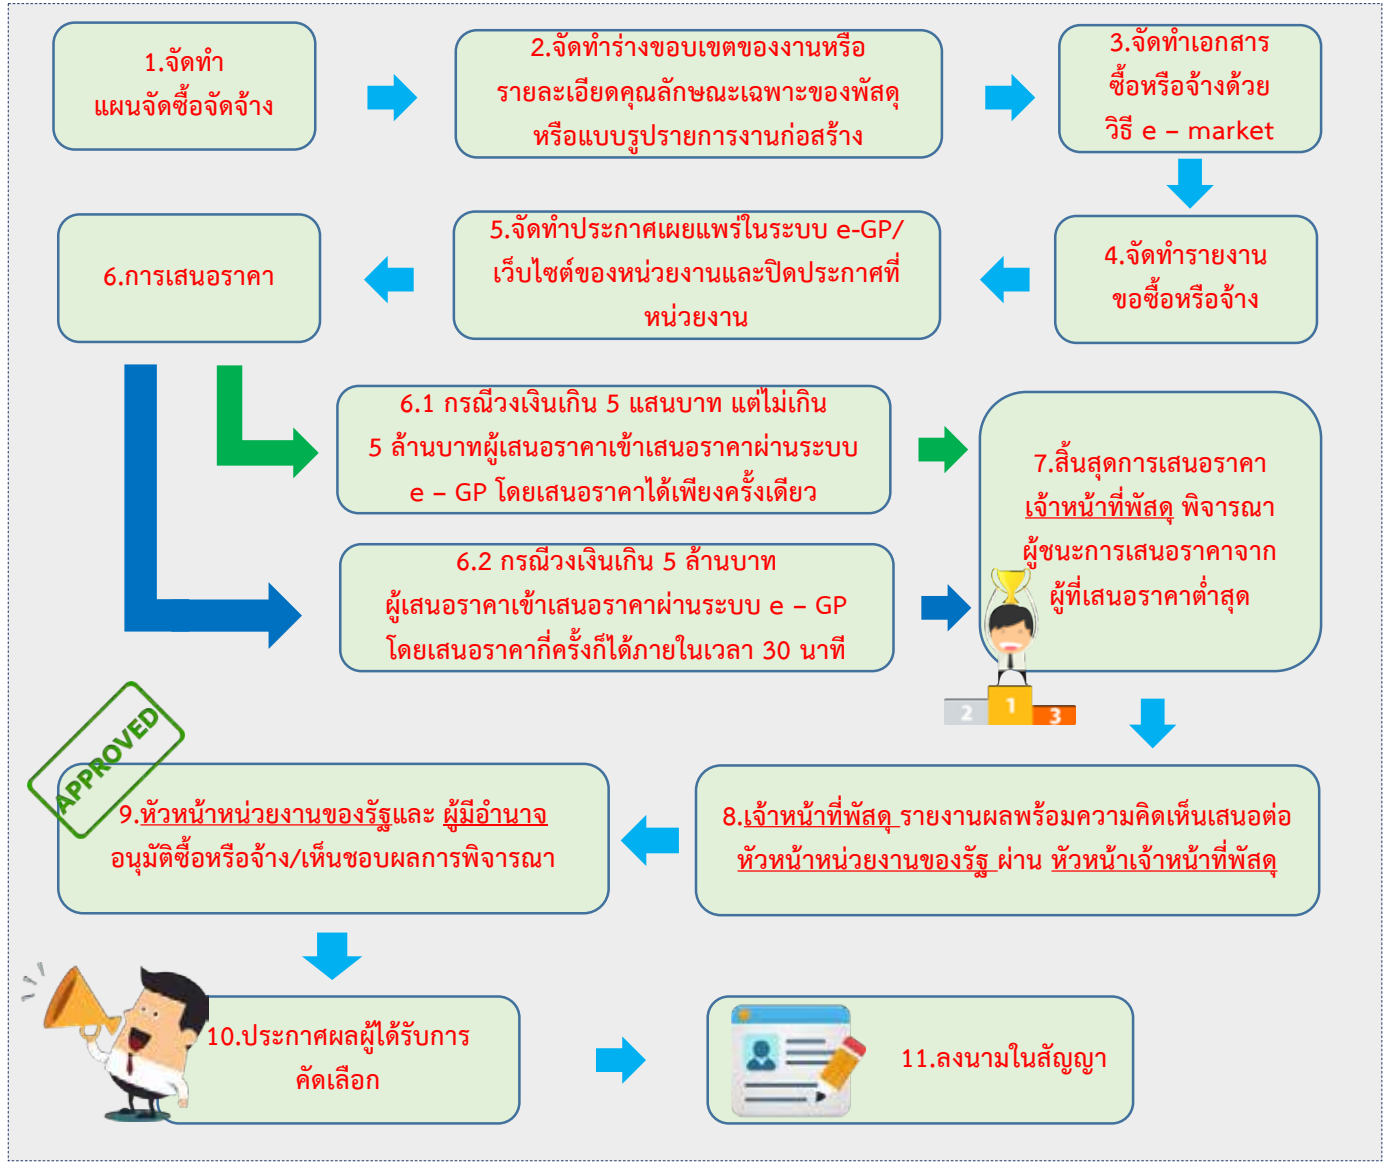 1.จัดทำ
แผนจัดซื้อจัดจ้าง
2.จัดทำร่างขอบเขตของงานหรือ
รายละเอียดคุณลักษณะเฉพาะของพัสดุ
หรือแบบรูปรายการงานก่อสร้าง
3.จัดทำเอกสาร
ซื้อหรือจ้างด้วย
วิธี e – market
4.จัดทำรายงาน
ขอซื้อหรือจ้าง
5.จัดทำประกาศเผยแพร่ในระบบ e-GP/
เว็บไซต์ของหน่วยงานและปิดประกาศที่
หน่วยงาน
6.การเสนอราคา
6.1 กรณีวงเงินเกิน 5 แสนบาท แต่ไม่เกิน
5 ล้านบาทผู้เสนอราคาเข้าเสนอราคาผ่านระบบ
e – GP โดยเสนอราคาได้เพียงครั้งเดียว
6.2 กรณีวงเงินเกิน 5 ล้านบาท
ผู้เสนอราคาเข้าเสนอราคาผ่านระบบ e – GP
โดยเสนอราคากี่ครั้งก็ได้ภายในเวลา 30 นาที
7.สิ้นสุดการเสนอราคา
เจ้าหน้าที่พัสดุ พิจารณา
ผู้ชนะการเสนอราคาจาก
ผู้ที่เสนอราคาต่ำสุด
2 1 3
8.เจ้าหน้าที่พัสดุ รายงานผลพร้อมความคิดเห็นเสนอต่อ
หัวหน้าหน่วยงานของรัฐ ผ่าน หัวหน้าเจ้าหน้าที่พัสดุ
APPROVED
9.หัวหน้าหน่วยงานของรัฐและ ผู้มีอำนาจ
อนุมัติซื้อหรือจ้าง/เห็นชอบผลการพิจารณา
10.ประกาศผลผู้ได้รับการ
คัดเลือก
11.ลงนามในสัญญา